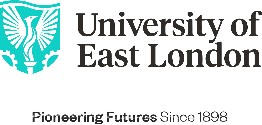 University of
East London
Pioneering Futures Since 1898